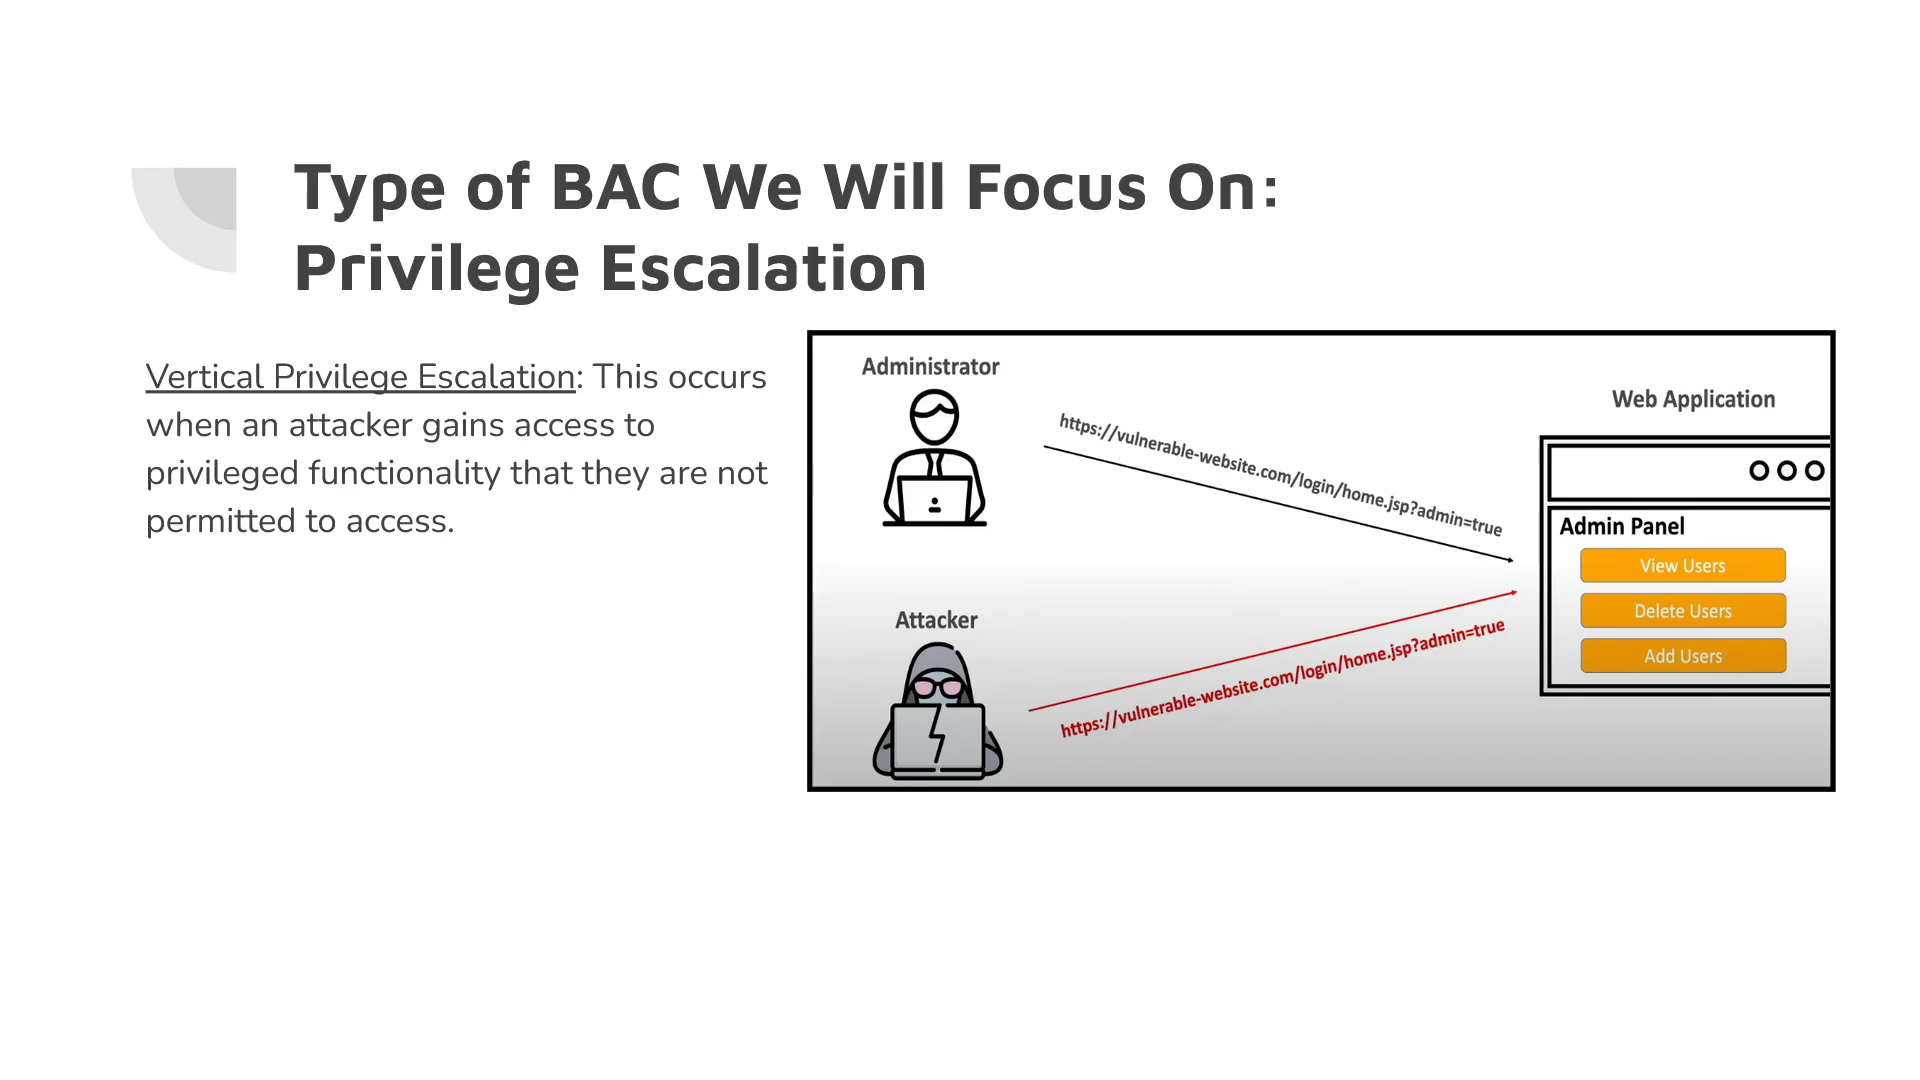 Type of BAC We Will Focus On:
Privilege Escalation
Vertical Privilege Escalation: This occurs
when an attacker gains access to
privileged functionality that they are not
permitted to access.
Administrator
https://vulnerable-website.com/login/home.jsp?admin=true
Web Application
Admin Panel
View Users
Delete Users
Add Users
Attacker
https://vulnerable-website.com/login/home.jsp?admin=true